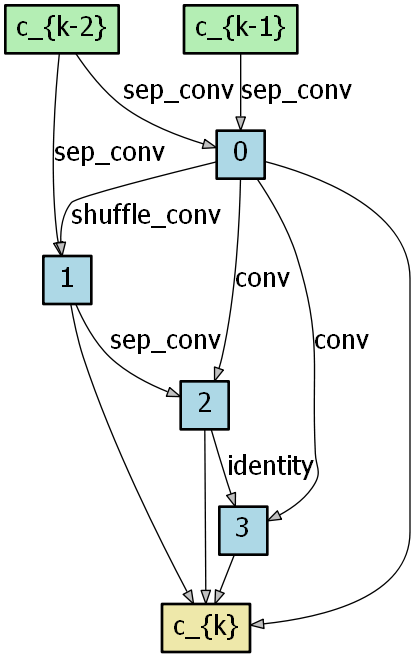 c_{k-2} c_{k-1}
sep_conv sep_conv
0
sep_conv
shuffle_conv
1
conv
sep_conv
conv
2
identity
3
c_{k}